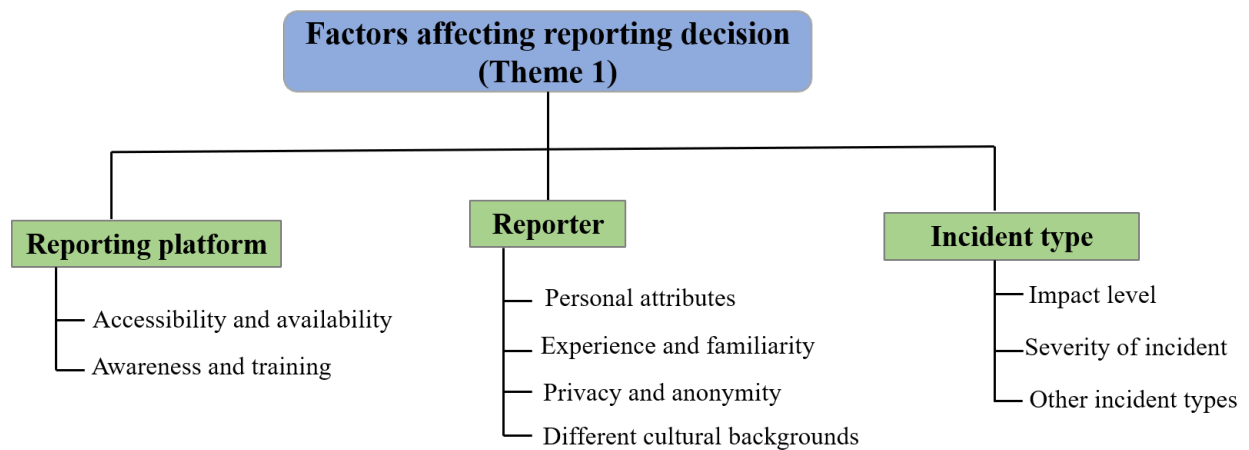 Factors affecting reporting decision
(Theme 1)
Reporting platform
Accessibility and availability
Awareness and training
Reporter
Personal attributes
Experience and familiarity
Privacy and anonymity
Different cultural backgrounds
Incident type
Impact level
Severity of incident
Other incident types